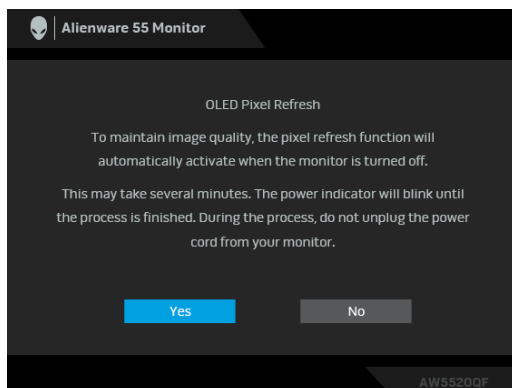 Alienware 55 Monitor
OLED Pixel Refresh
To maintain image quality, the pixel refresh function will
automatically activate when the monitor is turned off.
This may take several minutes. The power indicator will blink until
the process is finished. During the process, do not unplug the power
cord from your monitor.
Yes
No
AW5520QF